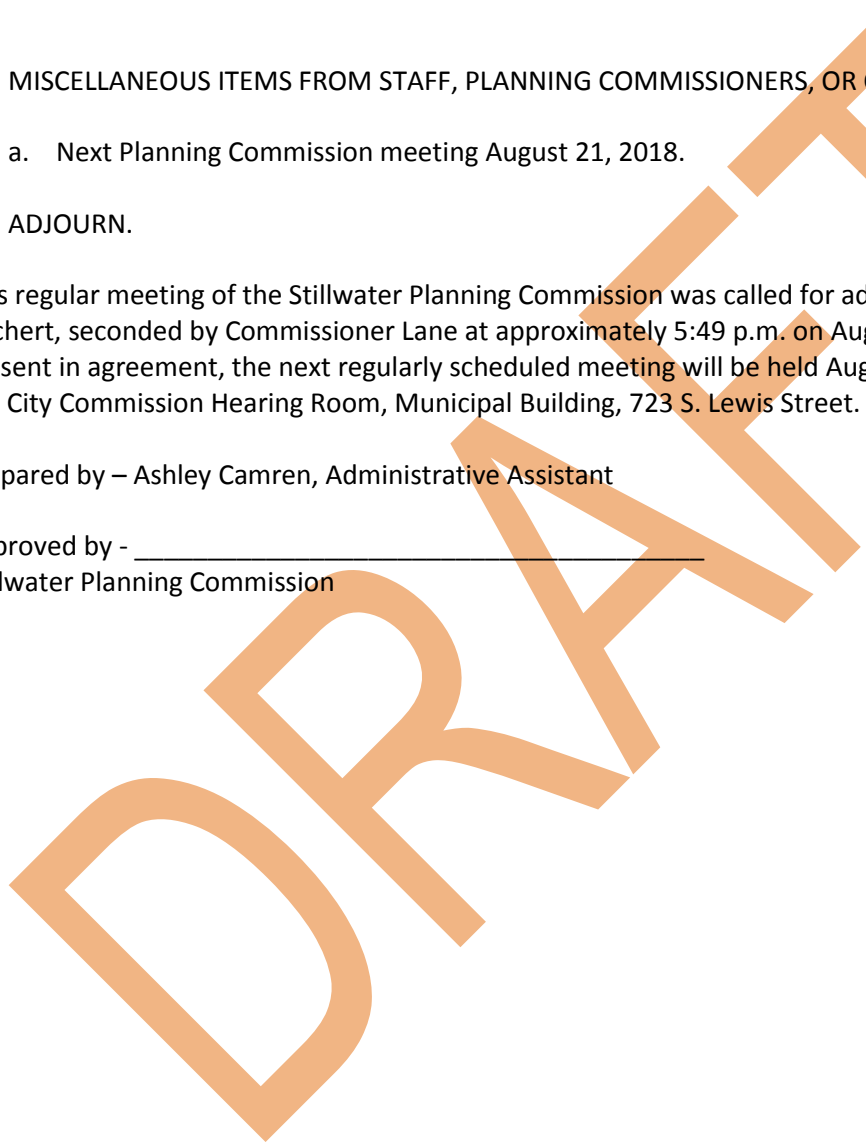 MISCELLANEOUS ITEMS FROM STAFF, PLANNING COMMISSIONERS, OR
a. Next Planning Commission meeting August 21, 2018.
ADJOURN.
s regular meeting of the Stillwater Planning Commission was called for ad
chert, seconded by Commissioner Lane at approximately 5:49 p.m. on Aug
sent in agreement, the next regularly scheduled meeting will be held Aug
City Commission Hearing Room, Municipal Building, 723 S. Lewis Street.
pared by – Ashley Camren, Administrative Assistant
proved by - ________________________________________
lwater Planning Commission
DRAFT